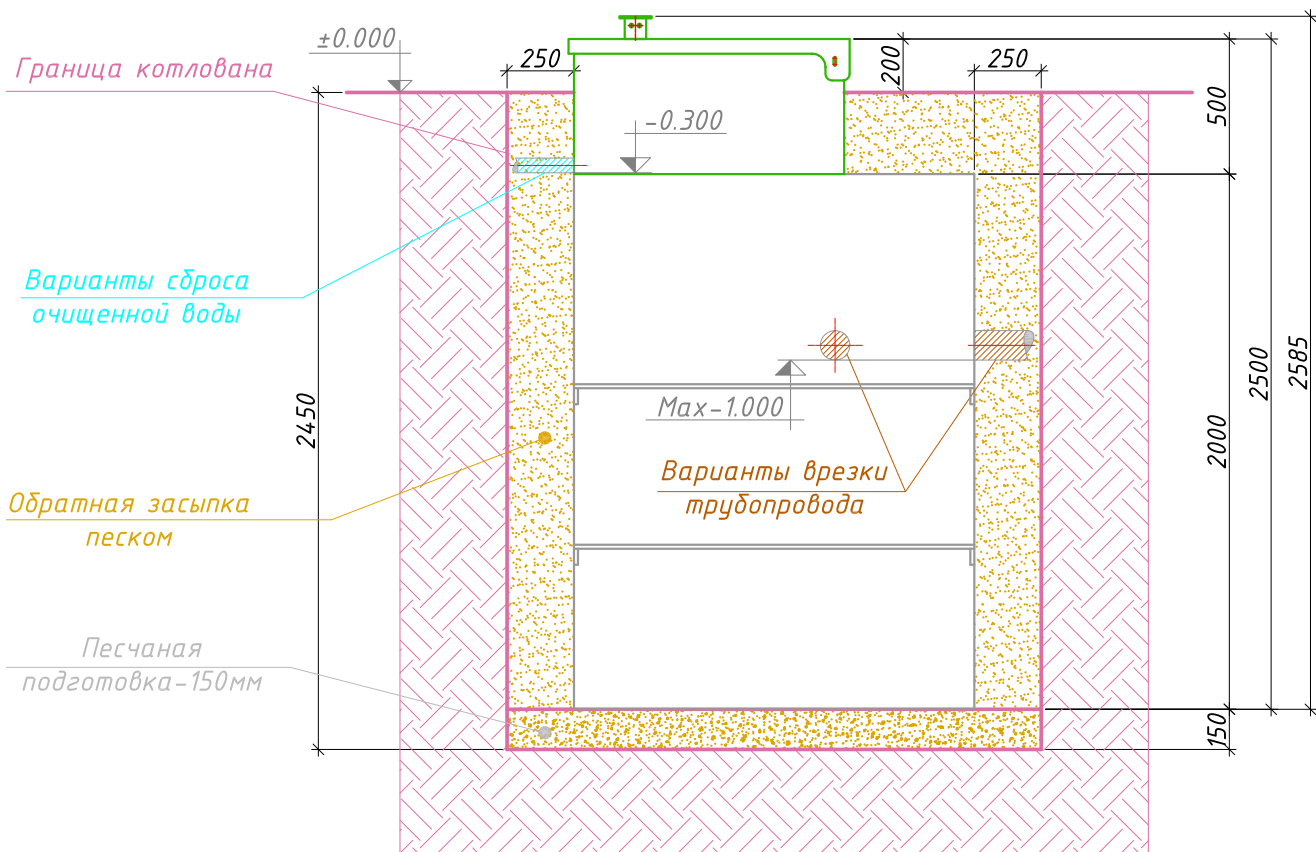 ±0.000
Граница котлована
250
200
250
500
-0.300
2585
2500
Варианты сброса
очищенной воды
2450
Max-1.000
2000
Варианты врезки
трубопровода
Обратная засыпка
песком
Песчаная
подготовка-150мм
150